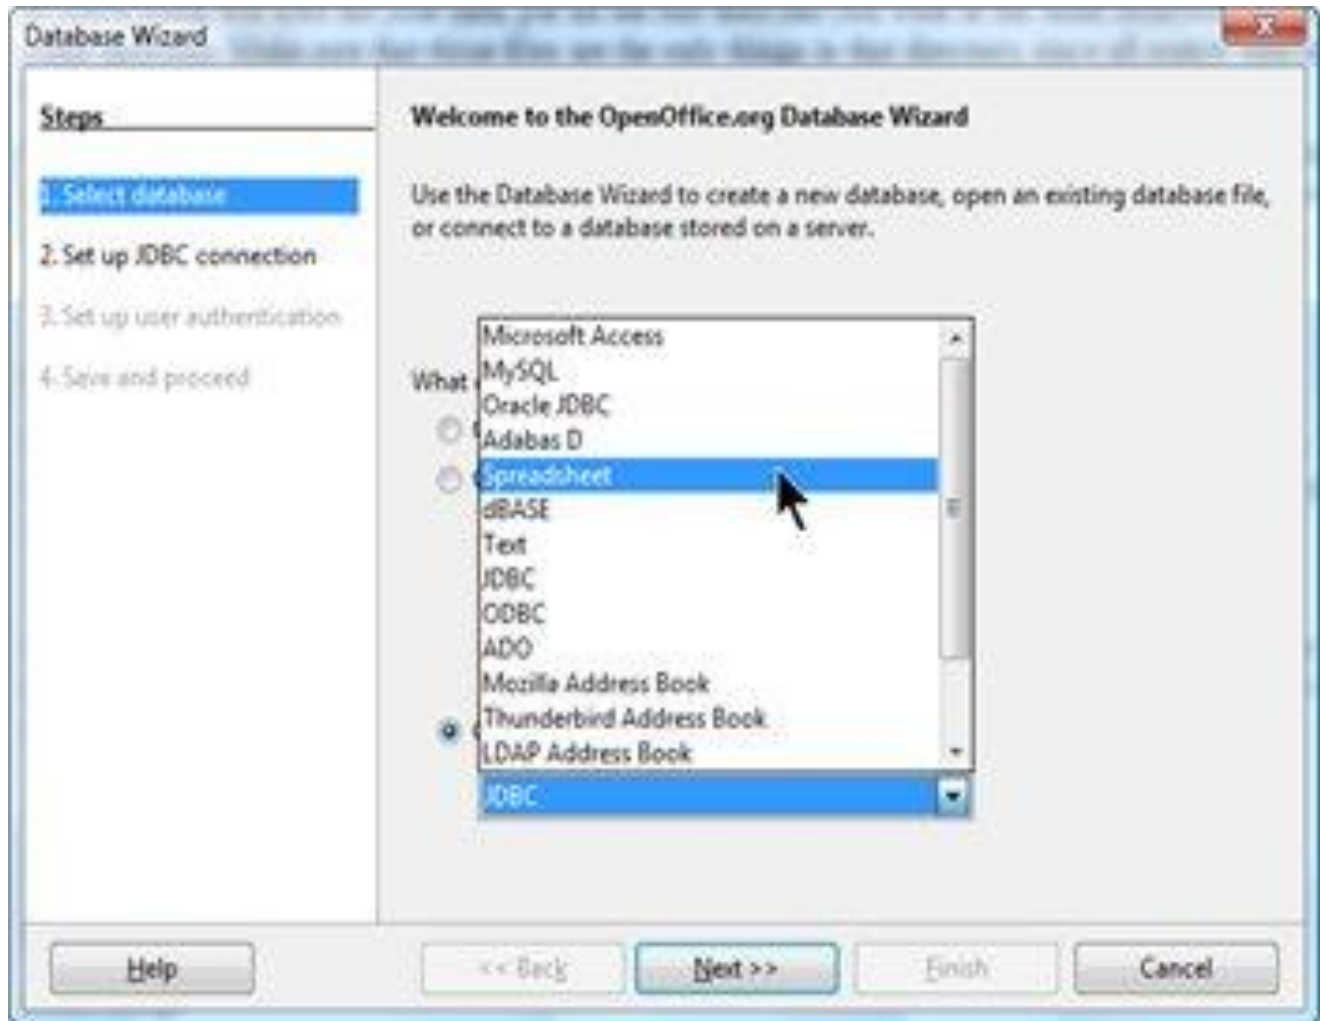 Database Wizard
Steps
1. Select database
2. Set up JDBC connection
3. Set up user authentication
4. Save and proceed
Welcome to the OpenOffice.org Database Wizard
Use the Database Wizard to create a new database, open an existing database file,
or connect to a database stored on a server.
What
Microsoft Access
MySQL
Oracle JDBC
Adabas D
Spreadsheet
dBASE
Text
JDBC
ODBC
ADO
Mozilla Address Book
Thunderbird Address Book
LDAP Address Book
JDBC
Help
<< Back
Next >>
Finish
Cancel